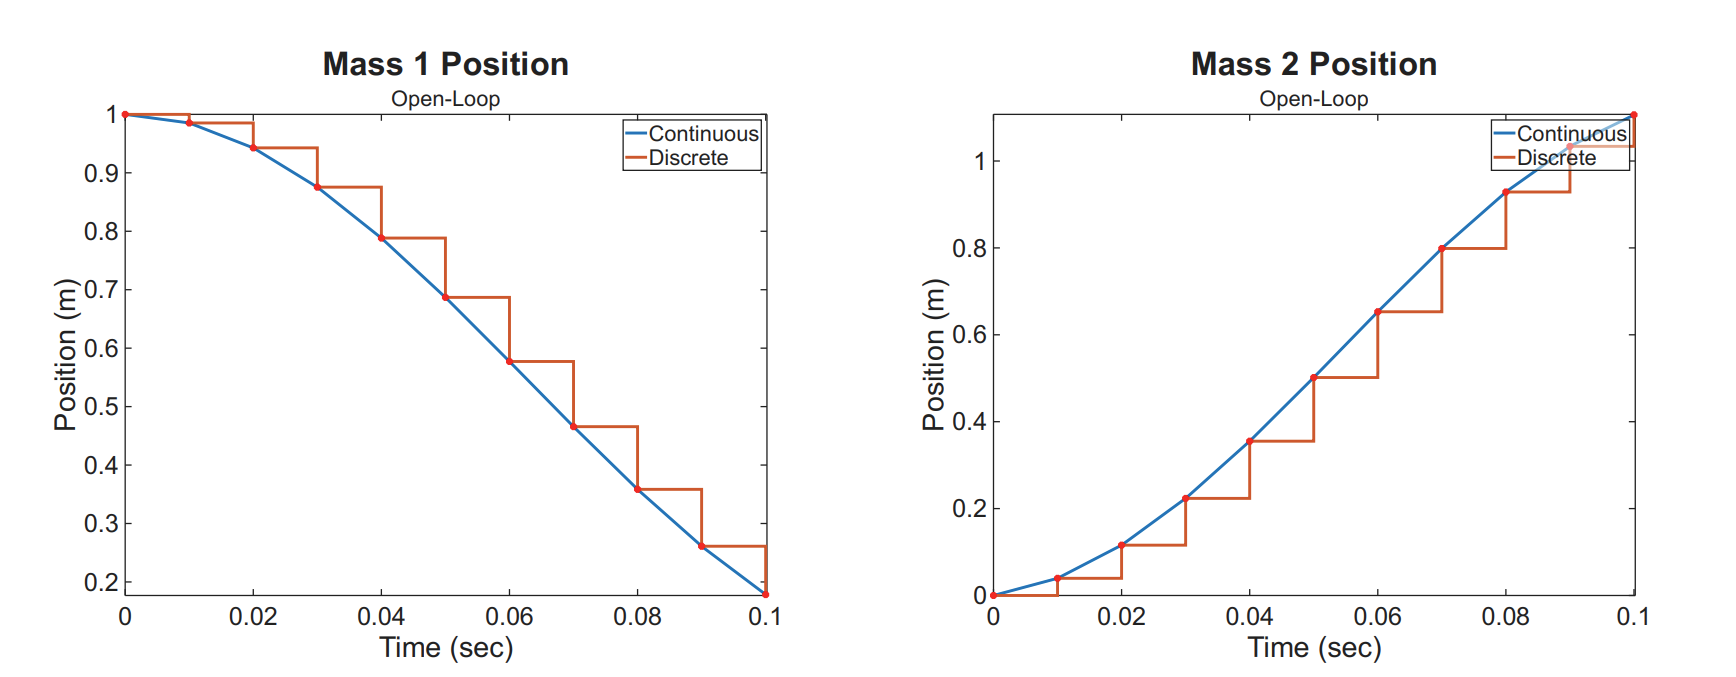 Mass 1 Position
Open-Loop
Continuous
Discrete
1
0.9
0.8
0.7
0.6
0.5
0.4
0.3
0.2
Position (m)
0 0.02 0.04 0.06 0.08 0.1
Time (sec)
Mass 2 Position
Open-Loop
Continuous
Discrete
1
0.8
0.6
0.4
0.2
0
Position (m)
0 0.02 0.04 0.06 0.08 0.1
Time (sec)